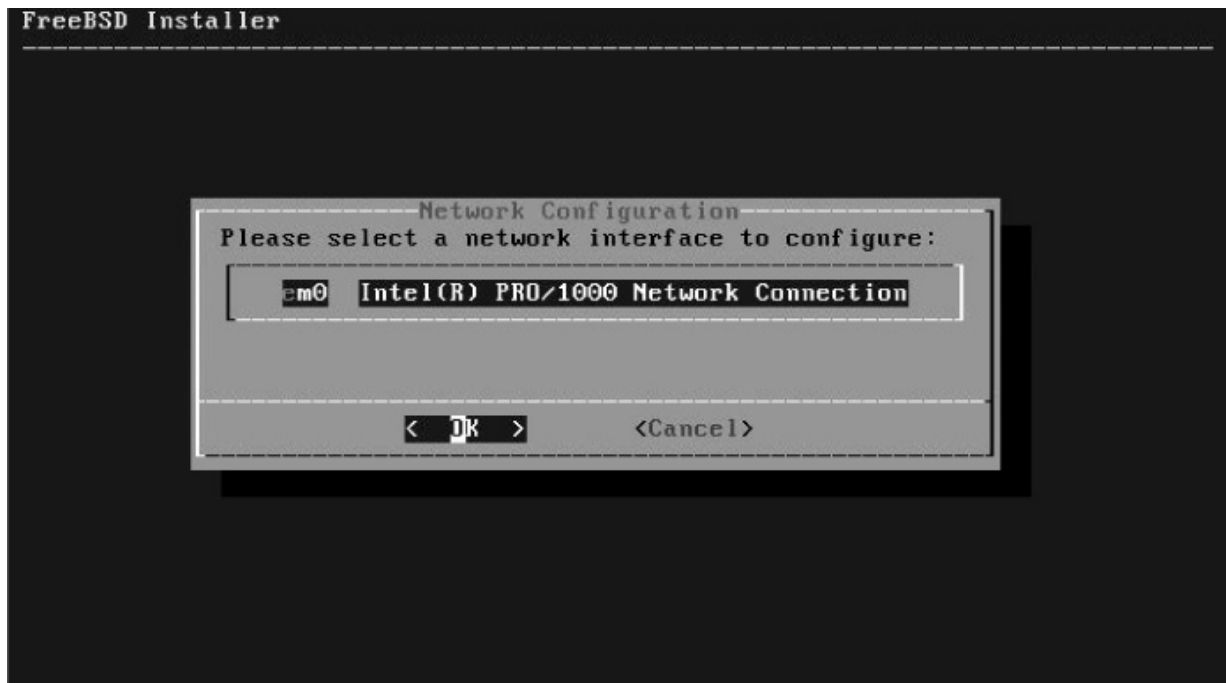 FreeBSD Installer
Network Configuration
Please select a network interface to configure:
em0 Intel(R) PRO/1000 Network Connection
< OK > <Cancel>